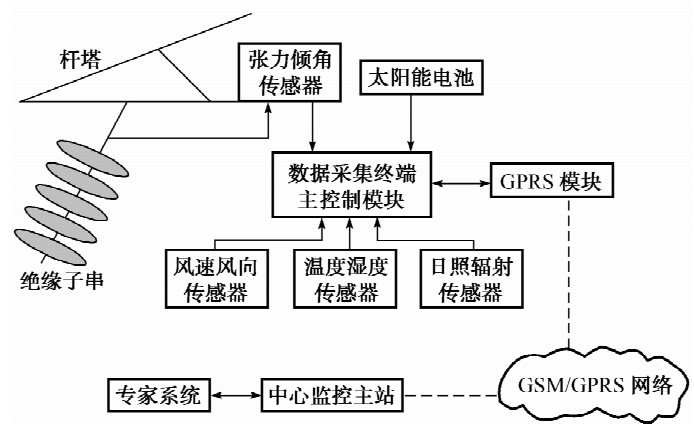 杆塔
张力倾角
传感器
太阳能电池
数据采集终端
主控制模块
GPRS 模块
风速风向
传感器
温度湿度
传感器
日照辐射
传感器
绝缘子串
GSM/GPRS 网络
专家系统
中心监控主站